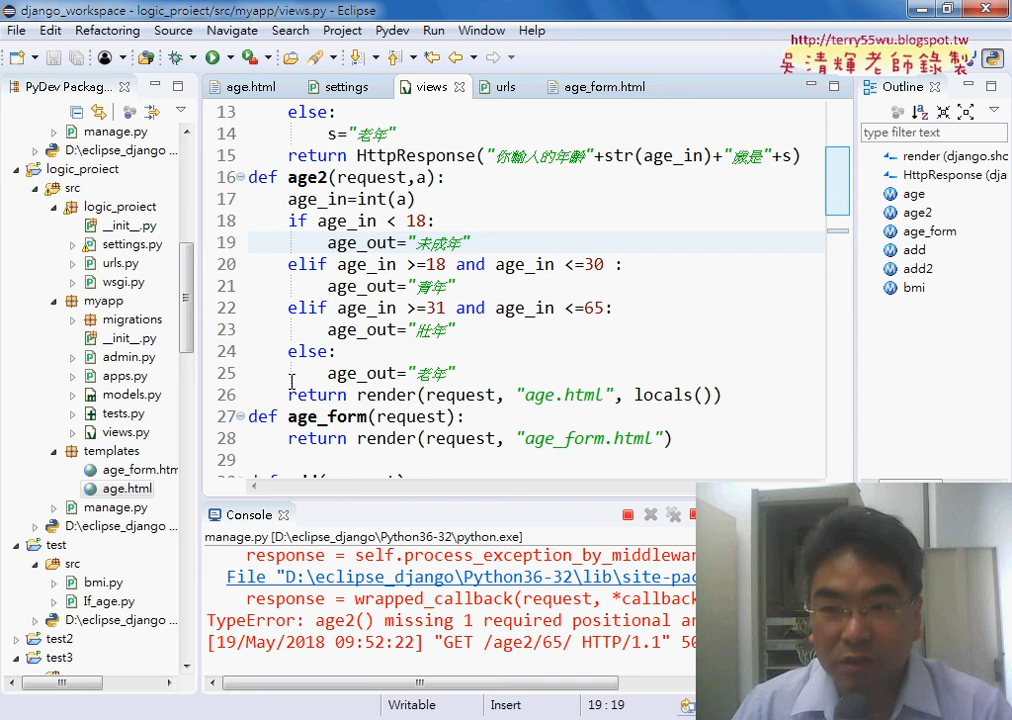 django_workspace - logic_project/src/myapp/views.py - Eclipse
File Edit Refactoring Source Navigate Search Project Pydev Run Window Help
http://terry55wu.blogspot.tw
吳清輝老師錄製
PyDev Packag...
age.html settings views urls age_form.html
Outline
type filter text
manage.py
D:\eclipse_django ...
logic_project
src
logic_project
__init__.py
settings.py
urls.py
wsgi.py
myapp
migrations
__init__.py
admin.py
apps.py
models.py
tests.py
views.py
templates
age_form.htm
age.html
manage.py
D:\eclipse_django ...
test
src
bmi.py
If_age.py
D:\eclipse_django ...
test2
test3
13 else:
14 s="老年"
15 return HttpResponse("你輸入的年齡"+str(age_in)+"歲是"+s)
16 def age2(request,a):
17 age_in=int(a)
18 if age_in < 18:
19 age_out="未成年"
20 elif age_in >=18 and age_in <=30 :
21 age_out="青年"
22 elif age_in >=31 and age_in <=65:
23 age_out="壯年"
24 else:
25 age_out="老年"
26 return render(request, "age.html", locals())
27 def age_form(request):
28 return render(request, "age_form.html")
29
render (django.shc
HttpResponse (dja
age
age2
age_form
add
add2
bmi
Console
manage.py [D:\eclipse_django\Python36-32\python.exe]
response = self.process_exception_by_middlewar
File "D:\eclipse_django\Python36-32\lib\site-pac
response = wrapped_callback(request, *callback
TypeError: age2() missing 1 required positional ar
[19/May/2018 09:52:22] "GET /age2/65/ HTTP/1.1" 50
Writable Insert 19 : 19